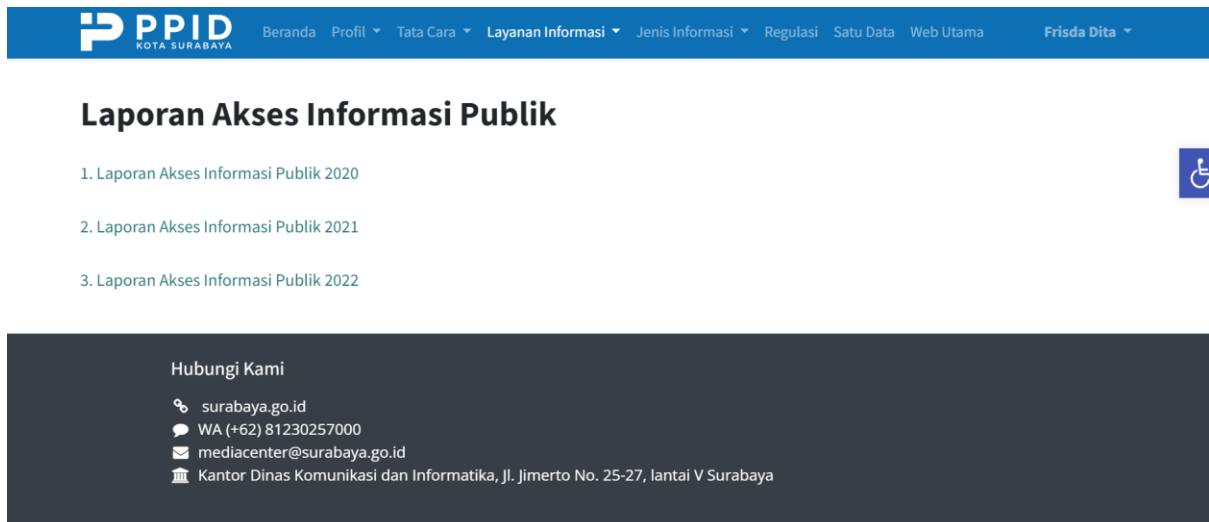 PPID
KOTA SURABAYA
Beranda Profil Tata Cara Layanan Informasi Jenis Informasi Regulasi Satu Data Web Utama Frisda Dita
Laporan Akses Informasi Publik
1. Laporan Akses Informasi Publik 2020
2. Laporan Akses Informasi Publik 2021
3. Laporan Akses Informasi Publik 2022
Hubungi Kami
surabaya.go.id
WA (+62) 81230257000
mediacenter@surabaya.go.id
Kantor Dinas Komunikasi dan Informatika, Jl. Jimerto No. 25-27, lantai V Surabaya